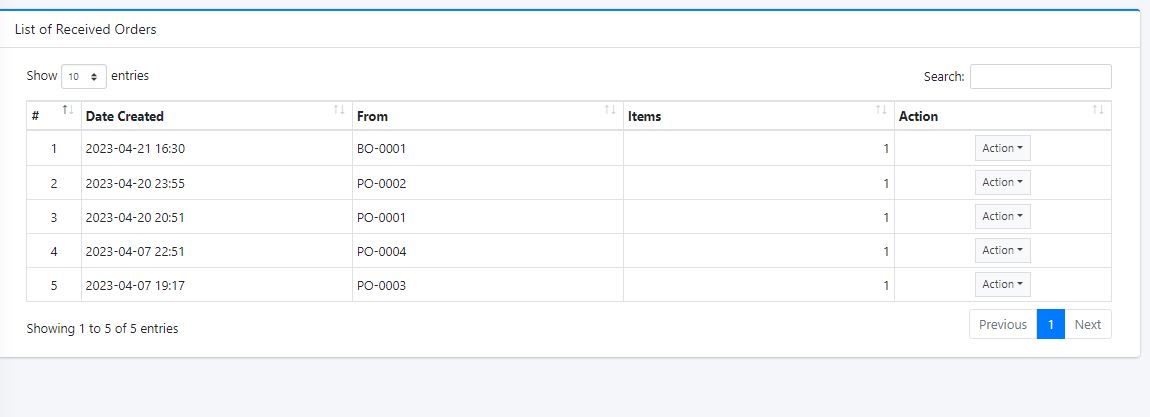 List of Received Orders
Show 10 entries Search:
# Date Created From Items Action
1 2023-04-21 16:30 BO-0001 1 Action
2 2023-04-20 23:55 PO-0002 1 Action
3 2023-04-20 20:51 PO-0001 1 Action
4 2023-04-07 22:51 PO-0004 1 Action
5 2023-04-07 19:17 PO-0003 1 Action
Showing 1 to 5 of 5 entries Previous 1 Next